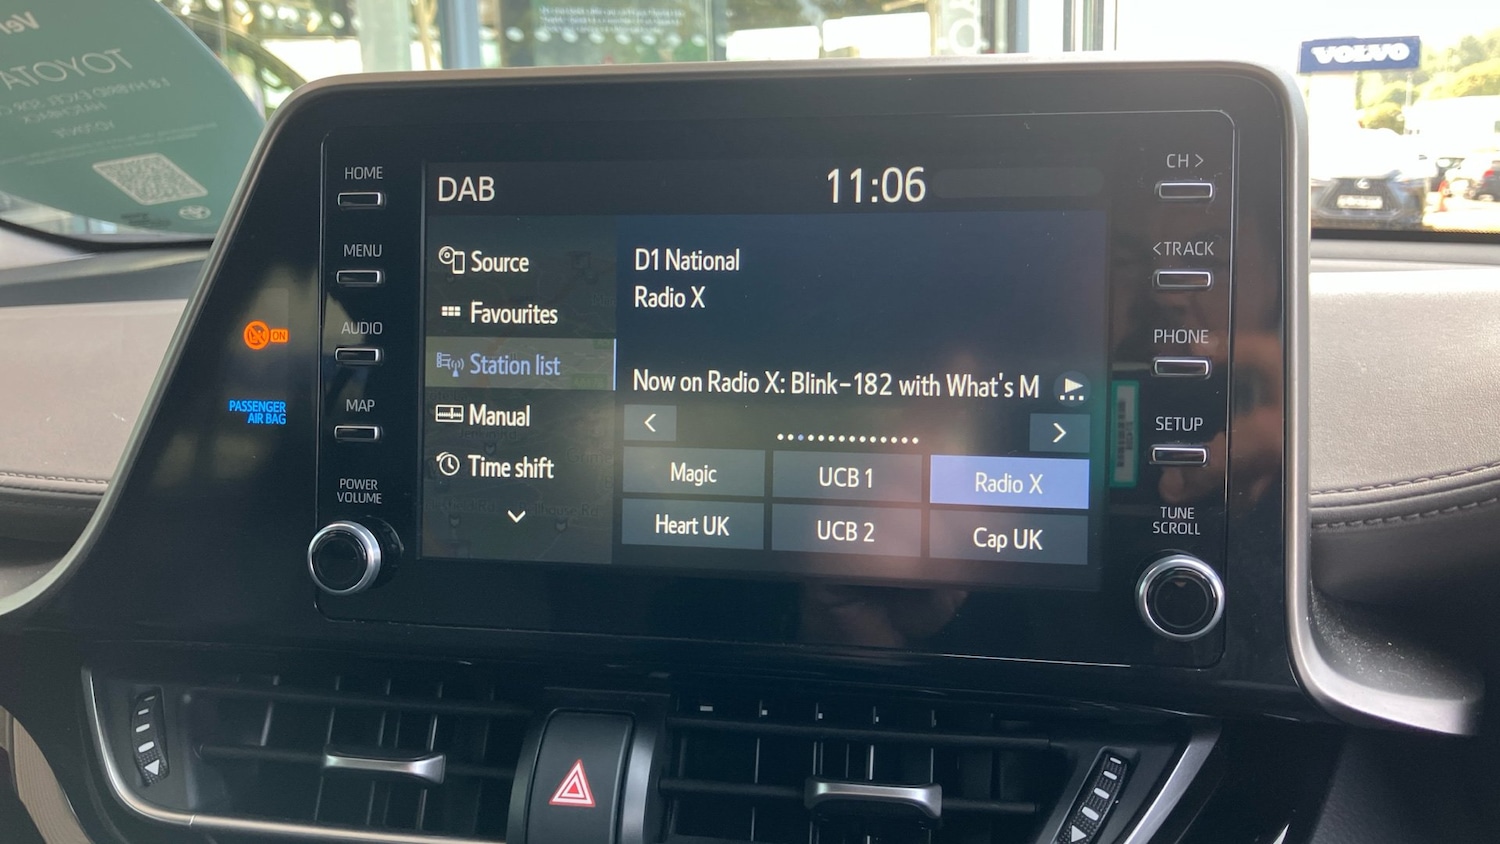 TOYOTA
VOLVO
HOME
MENU
AUDIO
MAP
POWER
VOLUME
ON
PASSENGER
AIR BAG
DAB
11:06
Source
Favourites
Station list
Manual
Time shift
D1 National
Radio X
Now on Radio X: Blink-182 with What's M
Magic
UCB 1
Radio X
Heart UK
UCB 2
Cap UK
CH >
< TRACK
PHONE
SETUP
TUNE
SCROLL